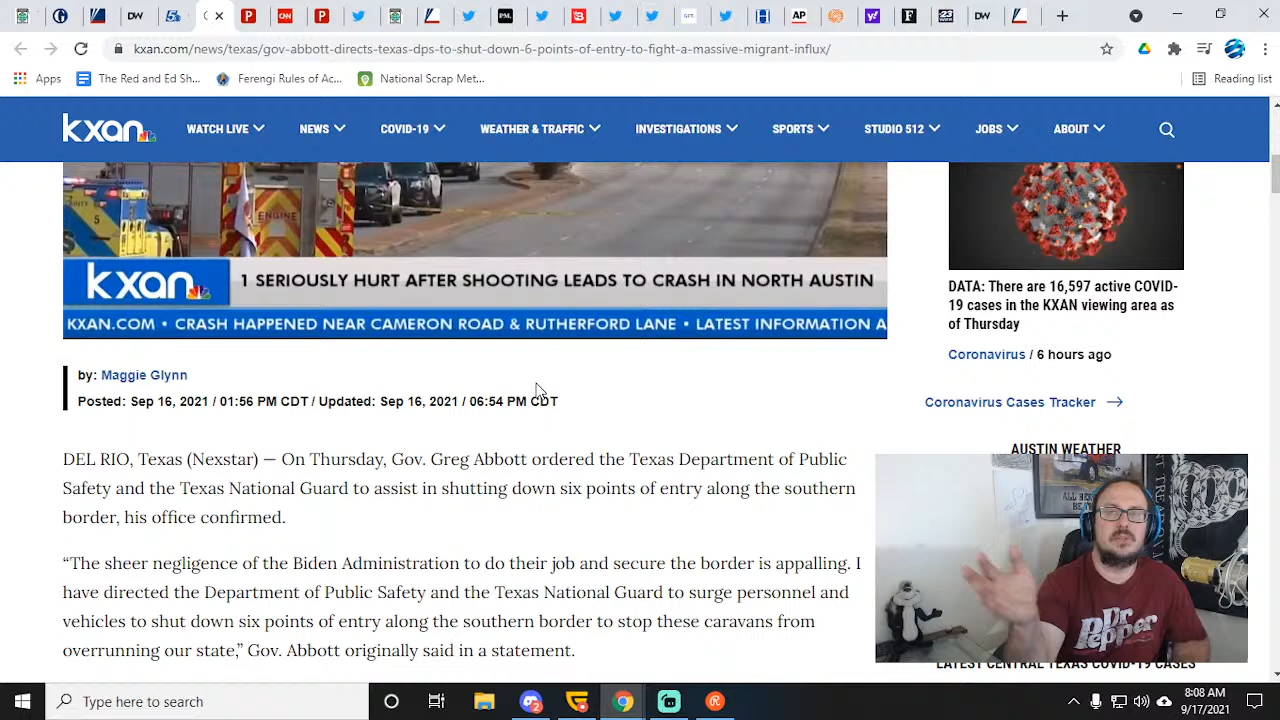 DW
CNN
PM.
GIT.
AP
23
DW
kxan.com/news/texas/gov-abbott-directs-texas-dps-to-shut-down-6-points-of-entry-to-fight-a-massive-migrant-influx/
Apps
The Red and Ed Sh...
Ferengi Rules of Ac...
National Scrap Met...
Reading list
kxan
WATCH LIVE
NEWS
COVID-19
WEATHER & TRAFFIC
INVESTIGATIONS
SPORTS
STUDIO 512
JOBS
ABOUT
5
ENGINE
kxan
1 SERIOUSLY HURT AFTER SHOOTING LEADS TO CRASH IN NORTH AUSTIN
KXAN.COM • CRASH HAPPENED NEAR CAMERON ROAD & RUTHERFORD LANE • LATEST INFORMATION A
DATA: There are 16,597 active COVID-
19 cases in the KXAN viewing area as
of Thursday
Coronavirus / 6 hours ago
Coronavirus Cases Tracker
AUSTIN WEATHER
by: Maggie Glynn
Posted: Sep 16, 2021 / 01:56 PM CDT / Updated: Sep 16, 2021 / 06:54 PM CDT
DEL RIO, Texas (Nexstar) — On Thursday, Gov. Greg Abbott ordered the Texas Department of Public
Safety and the Texas National Guard to assist in shutting down six points of entry along the southern
border, his office confirmed.
“The sheer negligence of the Biden Administration to do their job and secure the border is appalling. I
have directed the Department of Public Safety and the Texas National Guard to surge personnel and
vehicles to shut down six points of entry along the southern border to stop these caravans from
overrunning our state,” Gov. Abbott originally said in a statement.
Dr
Pepper
LATEST CENTRAL TEXAS COVID-19 CASES
Type here to search
2
8:08 AM
9/17/2021